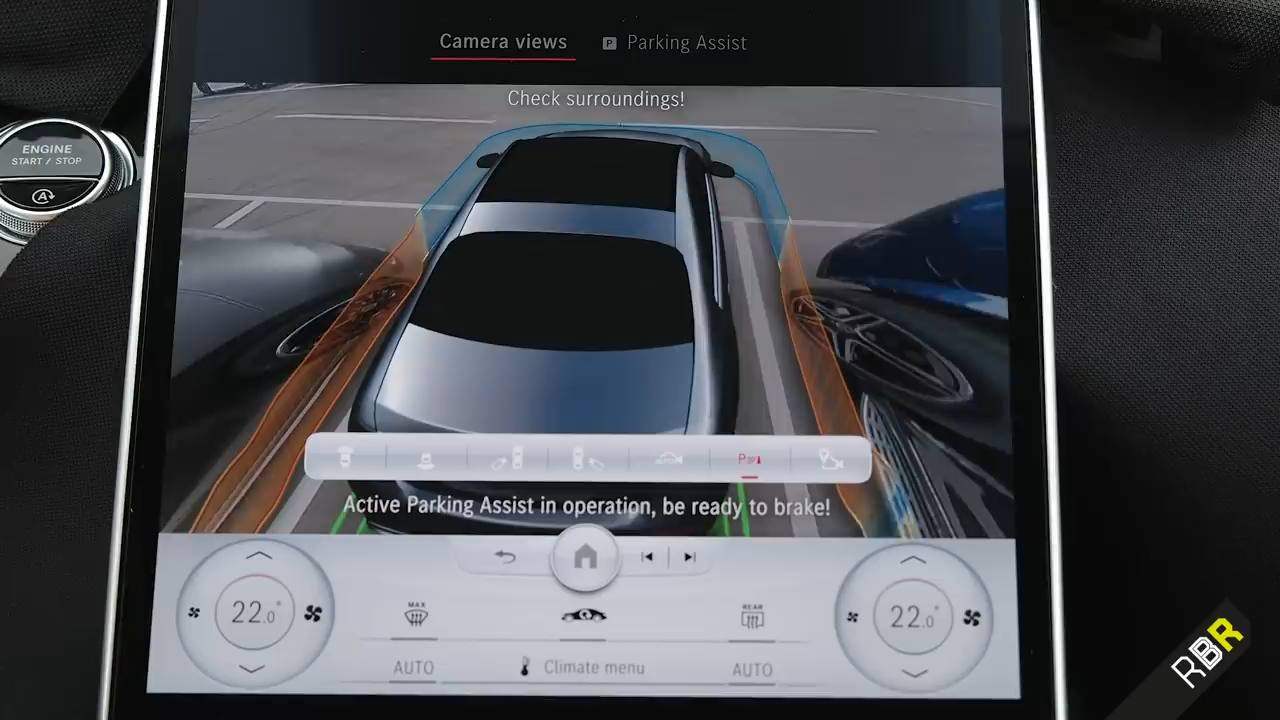 Camera views
P Parking Assist
Check surroundings!
ENGINE
START / STOP
A
P
Active Parking Assist in operation, be ready to brake!
22.0°
MAX
REAR
22.0°
AUTO
Climate menu
AUTO
RBR